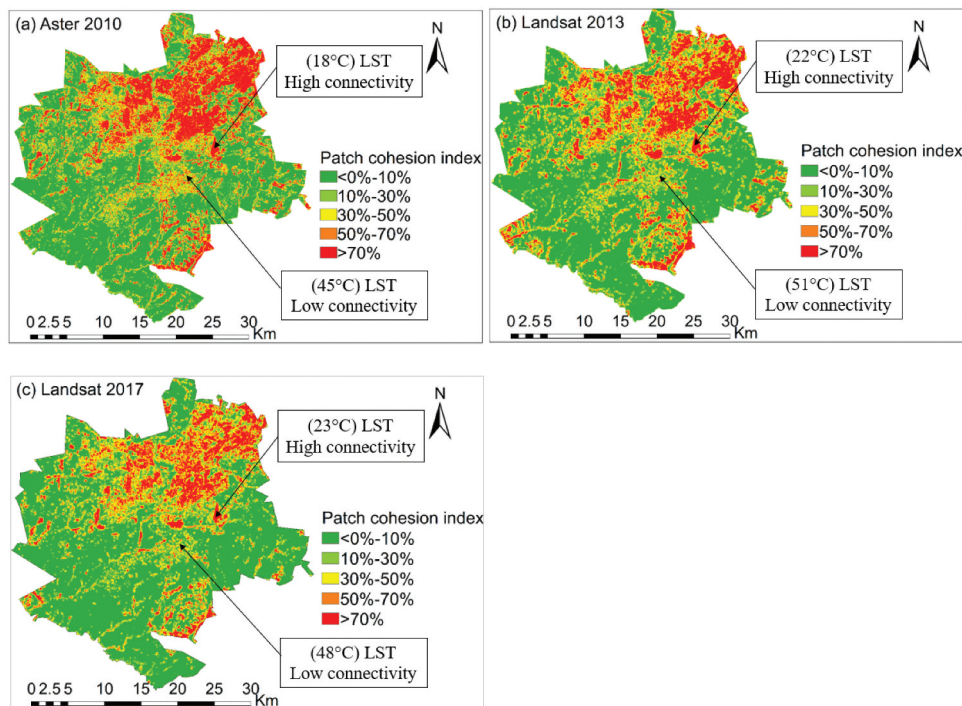 (a) Aster 2010
N
(18°C) LST
High connectivity
Patch cohesion index
<0%-10%
10%-30%
30%-50%
50%-70%
>70%
(45°C) LST
Low connectivity
0 2.5 5 10 15 20 25 30
Km
(b) Landsat 2013
N
(22°C) LST
High connectivity
Patch cohesion index
<0%-10%
10%-30%
30%-50%
50%-70%
>70%
(51°C) LST
Low connectivity
0 2.5 5 10 15 20 25 30
Km
(c) Landsat 2017
N
(23°C) LST
High connectivity
Patch cohesion index
<0%-10%
10%-30%
30%-50%
50%-70%
>70%
(48°C) LST
Low connectivity
0 2.5 5 10 15 20 25 30
Km